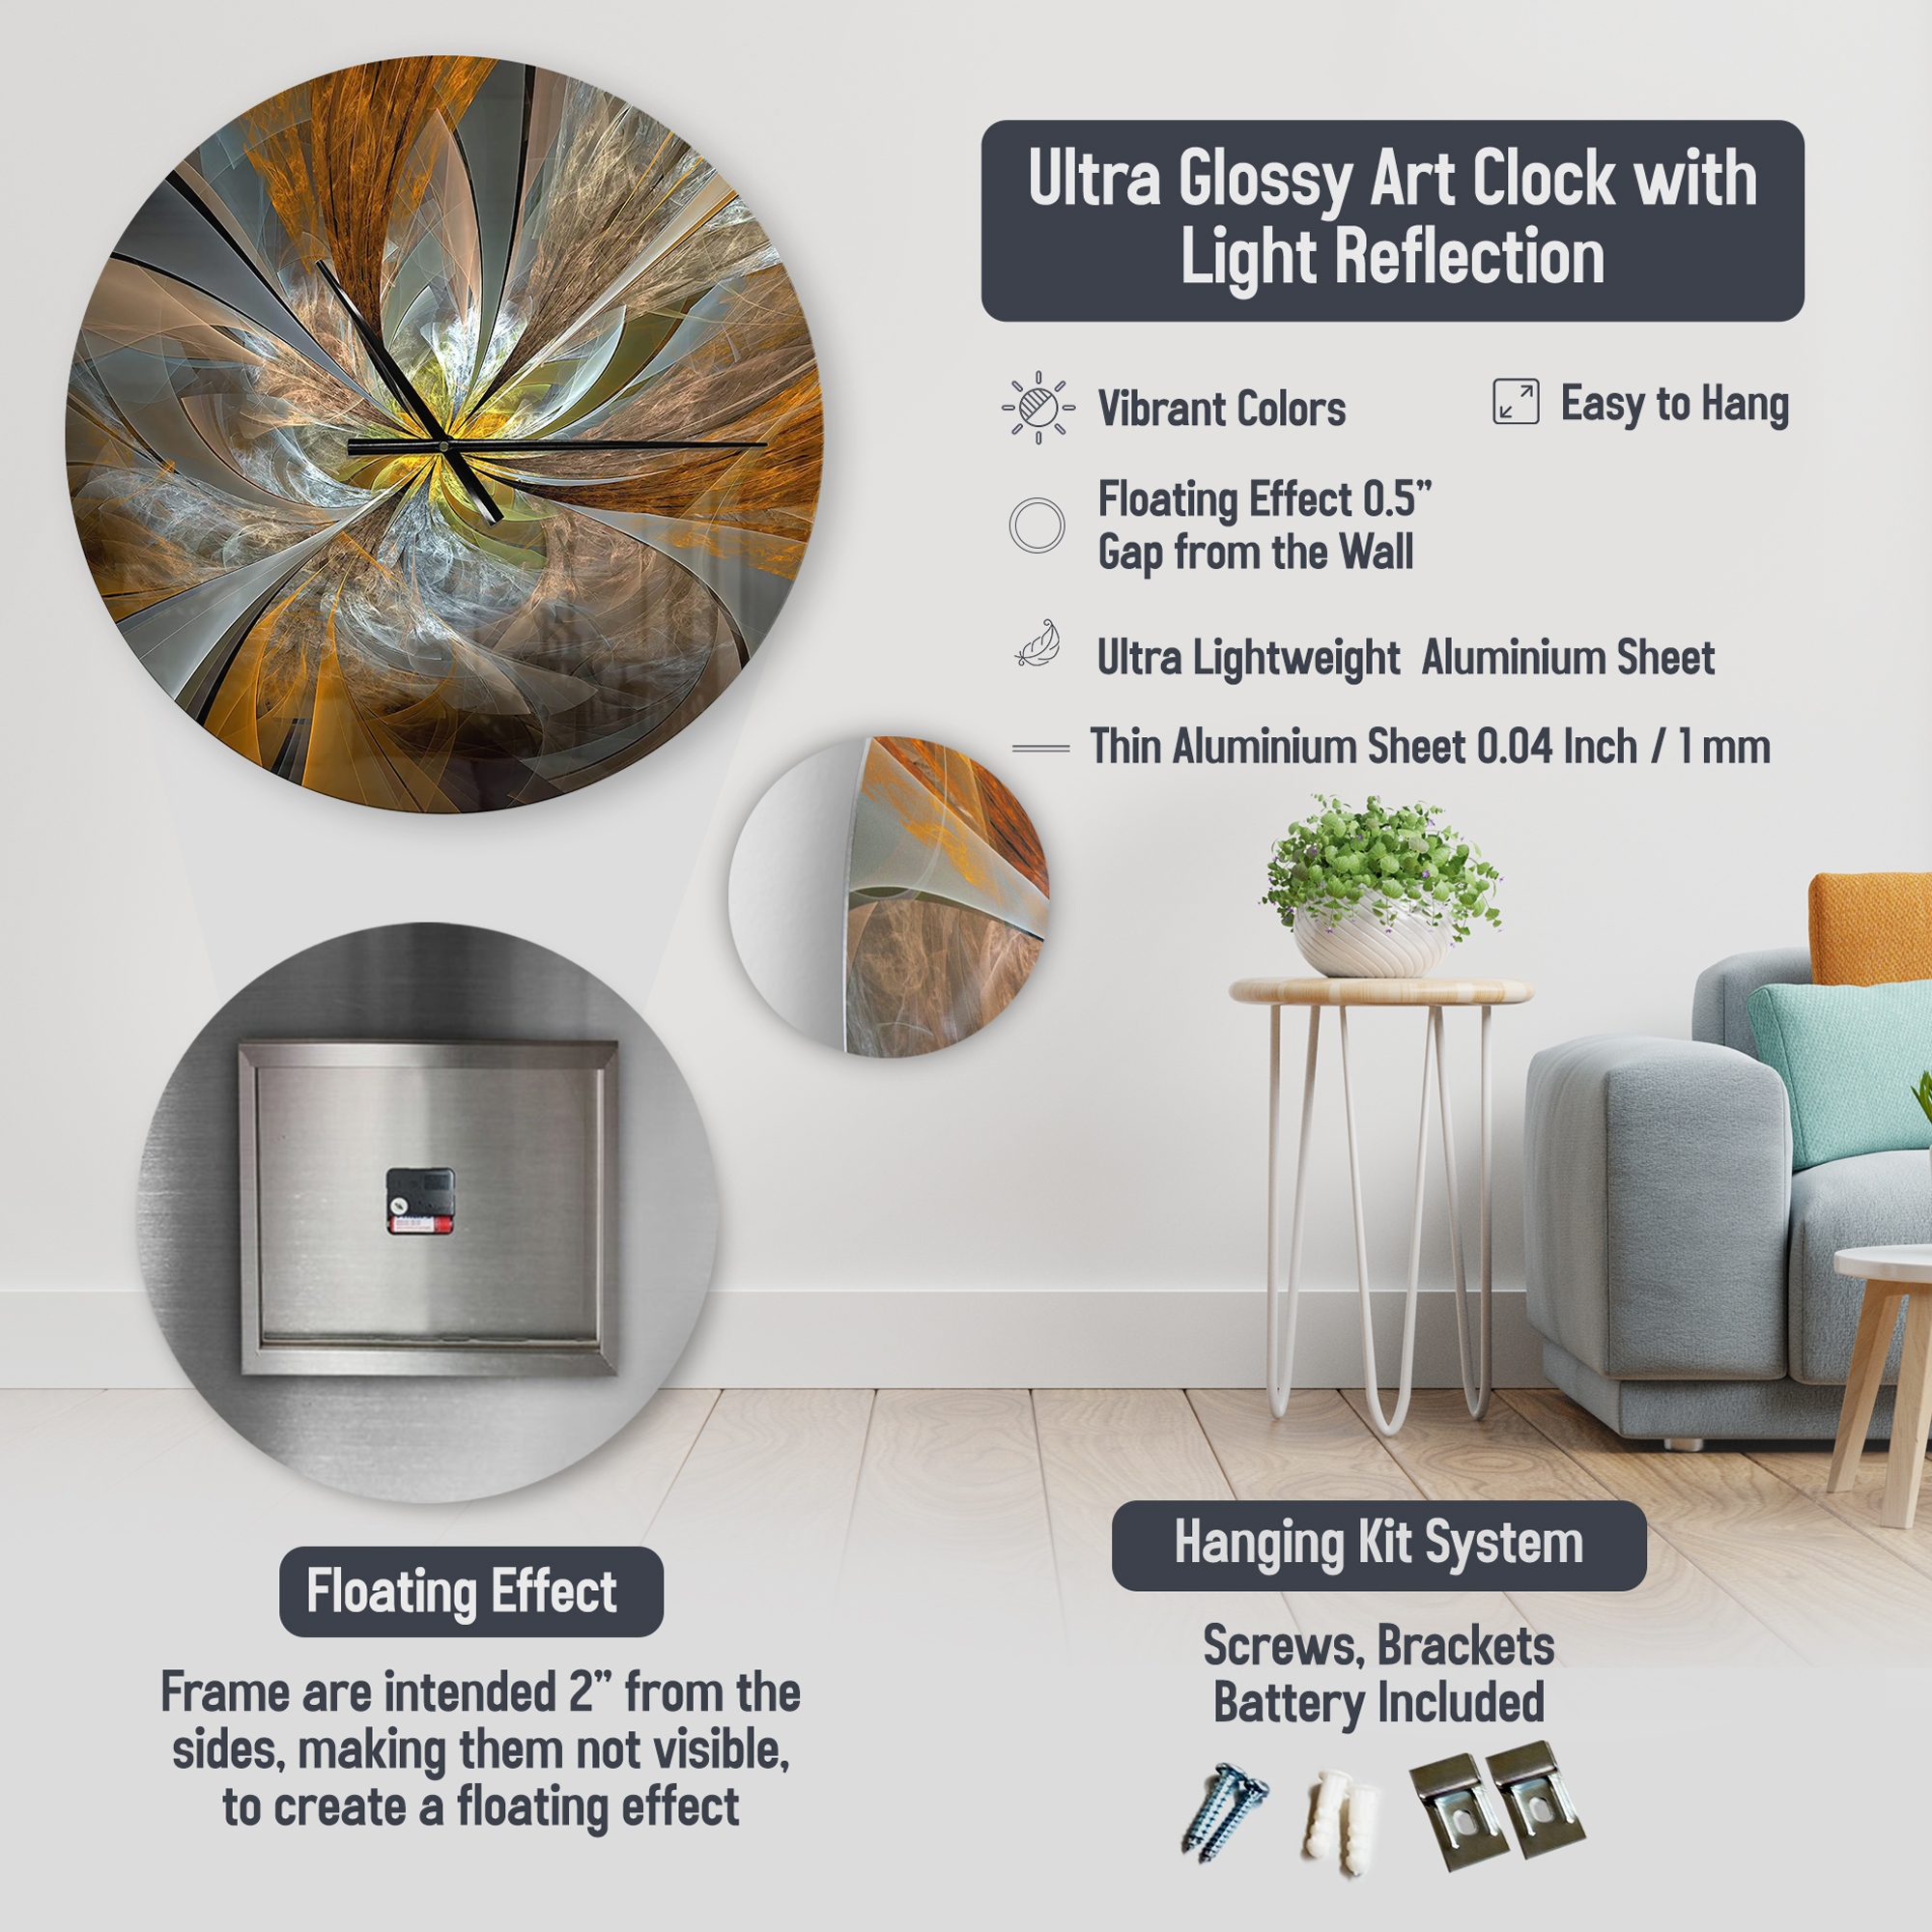 Ultra Glossy Art Clock with
Light Reflection
Vibrant Colors
Easy to Hang
Floating Effect 0.5”
Gap from the Wall
Ultra Lightweight Aluminium Sheet
Thin Aluminium Sheet 0.04 Inch / 1 mm
Floating Effect
Frame are intended 2” from the
sides, making them not visible,
to create a floating effect
Hanging Kit System
Screws, Brackets
Battery Included